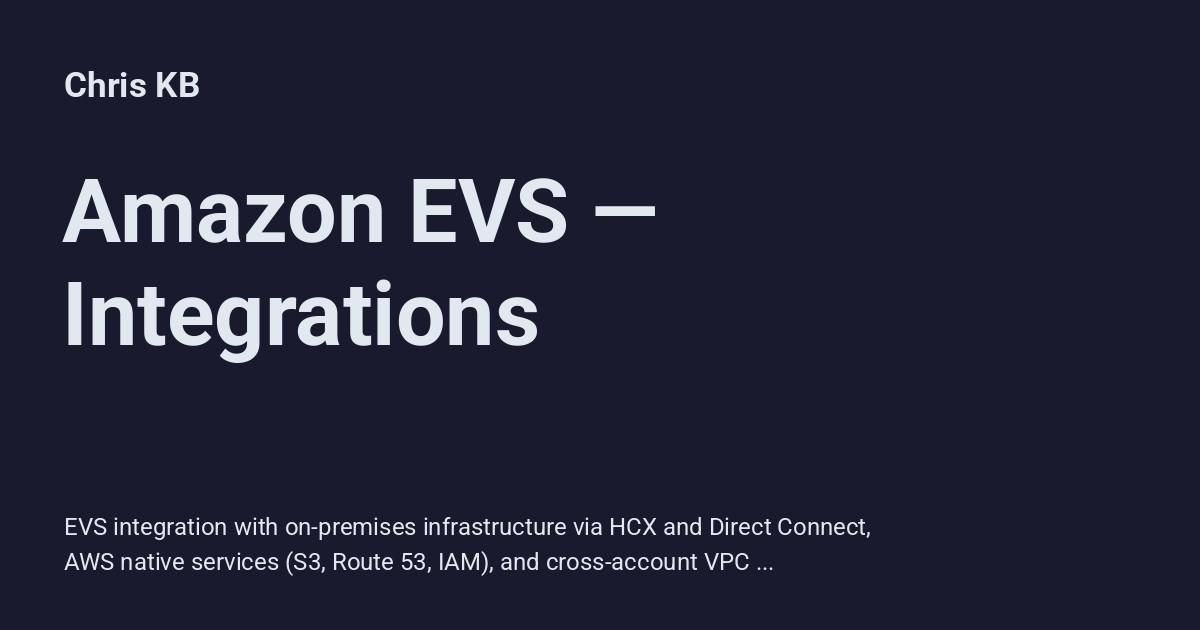 Chris KB
Amazon EVS —
Integrations
EVS integration with on-premises infrastructure via HCX and Direct Connect,
AWS native services (S3, Route 53, IAM), and cross-account VPC ...